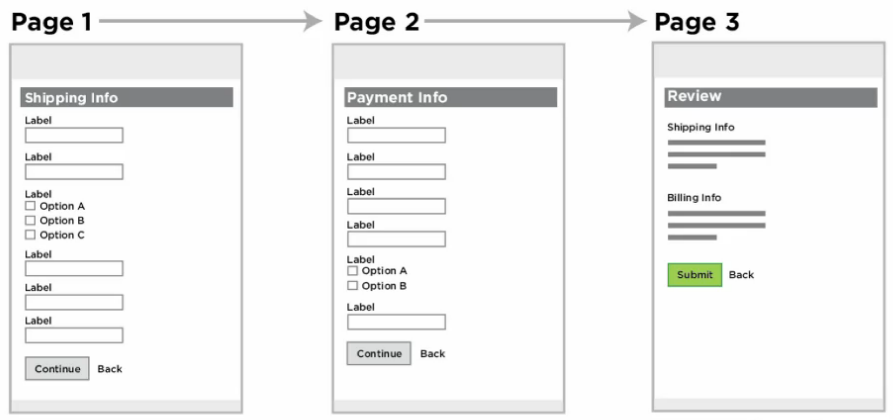 Page 1
Page 2
Page 3
Shipping Info
Label
Label
Label
Option A
Option B
Option C
Label
Label
Label
Continue Back
Payment Info
Label
Label
Label
Label
Label
Option A
Option B
Label
Continue Back
Review
Shipping Info
Billing Info
Submit Back